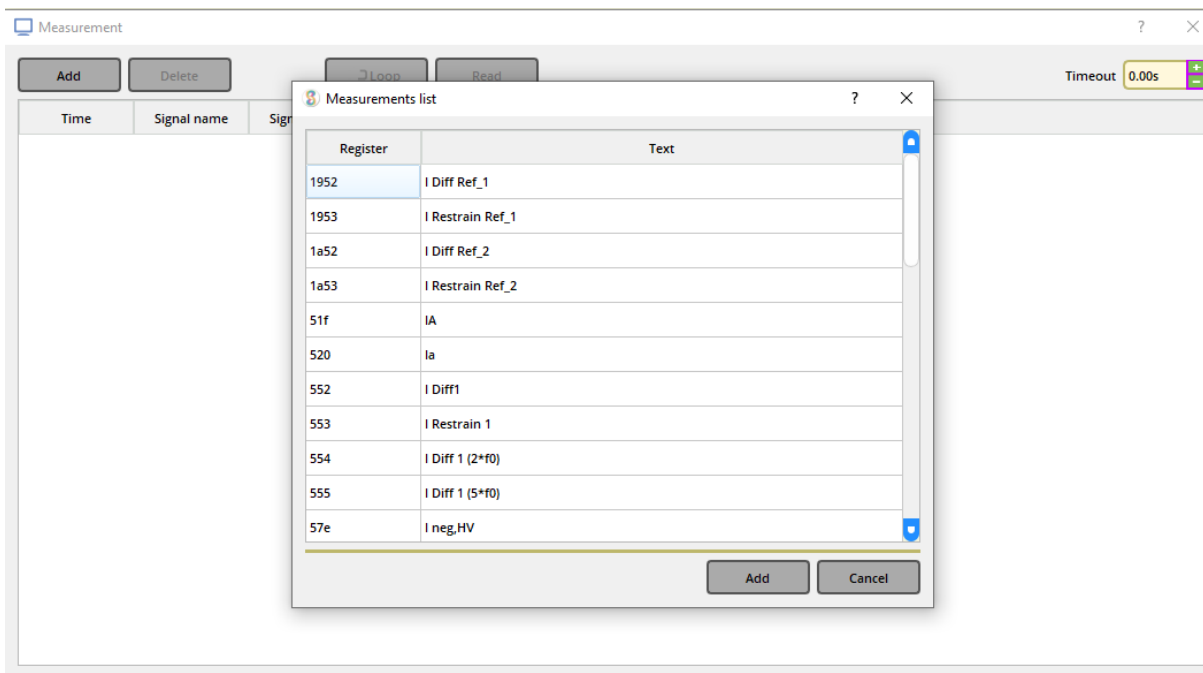 Measurement ? ×
Add Delete Loop Read Timeout 0.00s
Measurements list ? ×
Time Signal name Sigr
Register Text
1952 I Diff Ref_1
1953 I Restrain Ref_1
1a52 I Diff Ref_2
1a53 I Restrain Ref_2
51f IA
520 Ia
552 I Diff1
553 I Restrain 1
554 I Diff 1 (2*f0)
555 I Diff 1 (5*f0)
57e I neg,HV
Add Cancel